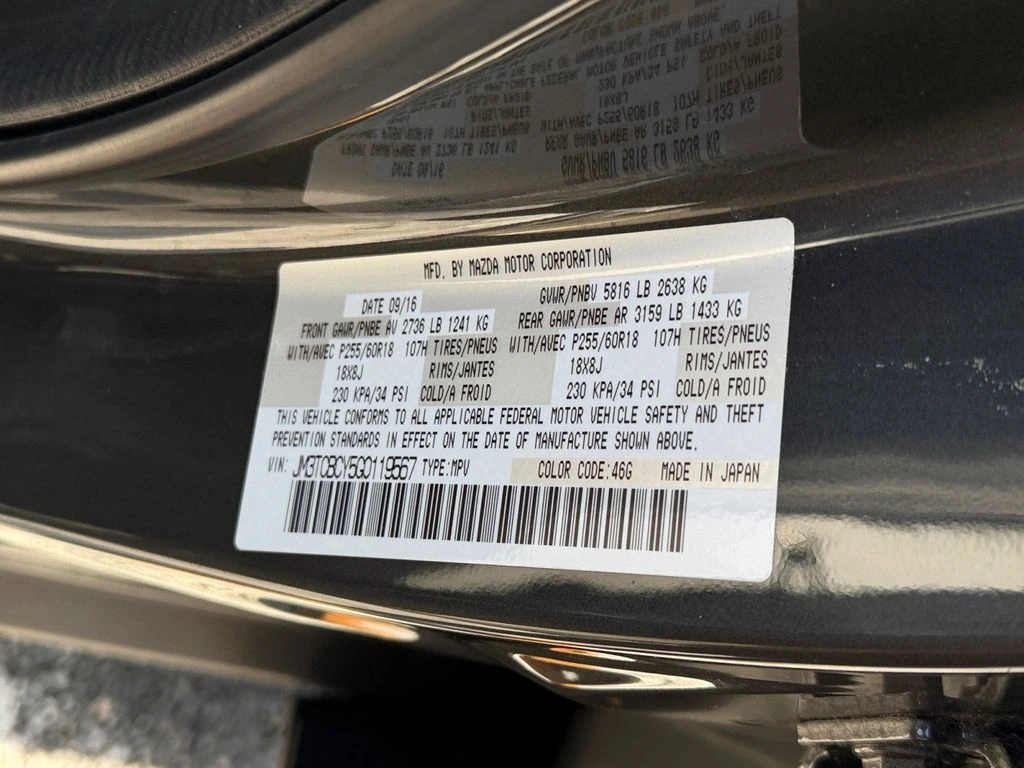 MFD. BY MAZDA MOTOR CORPORATION
DATE 09/16 GVWR/PNBV 5816 LB 2638 KG
FRONT GAWR/PNBE AV 2736 LB 1241 KG REAR GAWR/PNBE AR 3159 LB 1433 KG
WITH/AVEC P255/60R18 107H TIRES/PNEUS WITH/AVEC P255/60R18 107H TIRES/PNEUS
18X8J RIMS/JANTES 18X8J RIMS/JANTES
230 KPA/34 PSI COLD/A FROID 230 KPA/34 PSI COLD/A FROID
THIS VEHICLE CONFORMS TO ALL APPLICABLE FEDERAL MOTOR VEHICLE SAFETY AND THEFT
PREVENTION STANDARDS IN EFFECT ON THE DATE OF MANUFACTURE SHOWN ABOVE.
VIN: JM3TCBCY5G0119567 TYPE:MPV COLOR CODE:46G MADE IN JAPAN